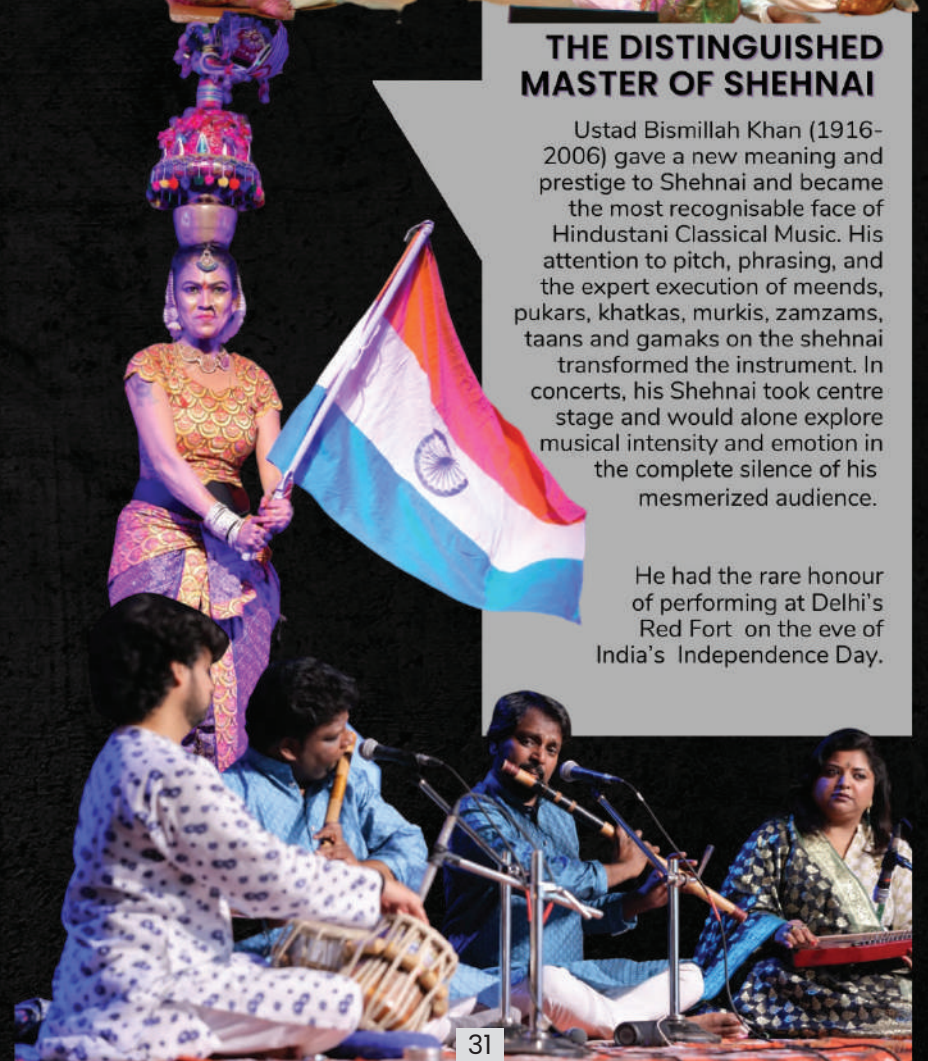 THE DISTINGUISHED
MASTER OF SHEHNAI
Ustad Bismillah Khan (1916-
2006) gave a new meaning and
prestige to Shehnai and became
the most recognisable face of
Hindustani Classical Music. His
attention to pitch, phrasing, and
the expert execution of meends,
pukars, khatkas, murkis, zamzams,
taans and gamaks on the shehnai
transformed the instrument. In
concerts, his Shehnai took centre
stage and would alone explore
musical intensity and emotion in
the complete silence of his
mesmerized audience.
He had the rare honour
of performing at Delhi's
Red Fort on the eve of
India's Independence Day.
31